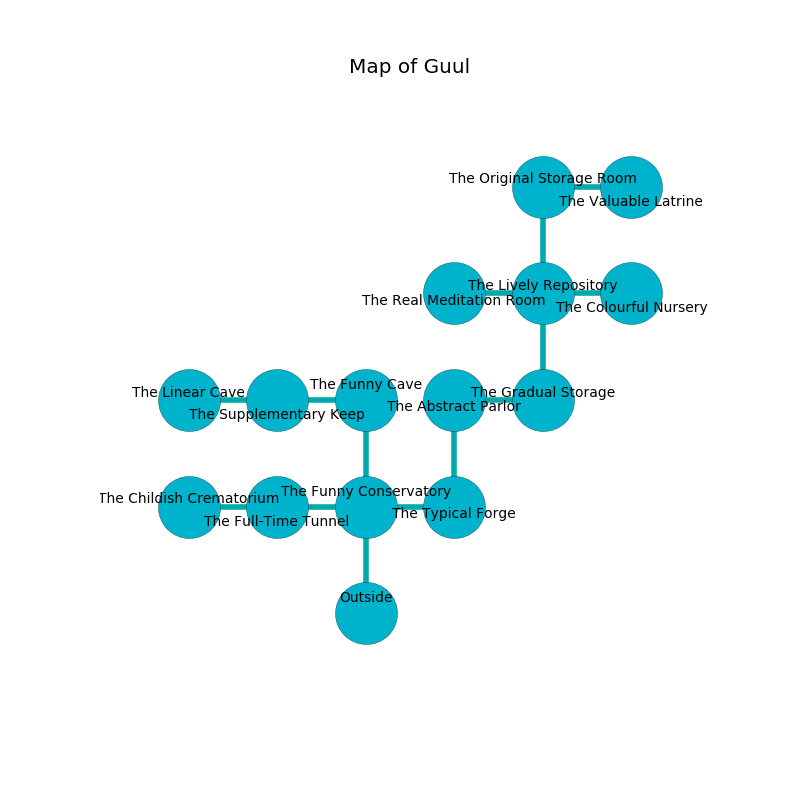 Map of Guul
The Original Storage Room
The Valuable Latrine
The Lively Repository
The Real Meditation Room
The Colourful Nursery
The Funny Cave
The Linear Cave
The Gradual Storage
The Abstract Parlor
The Supplementary Keep
The Funny Conservatory
The Childish Crematorium
The Typical Forge
The Full-Time Tunnel
Outside